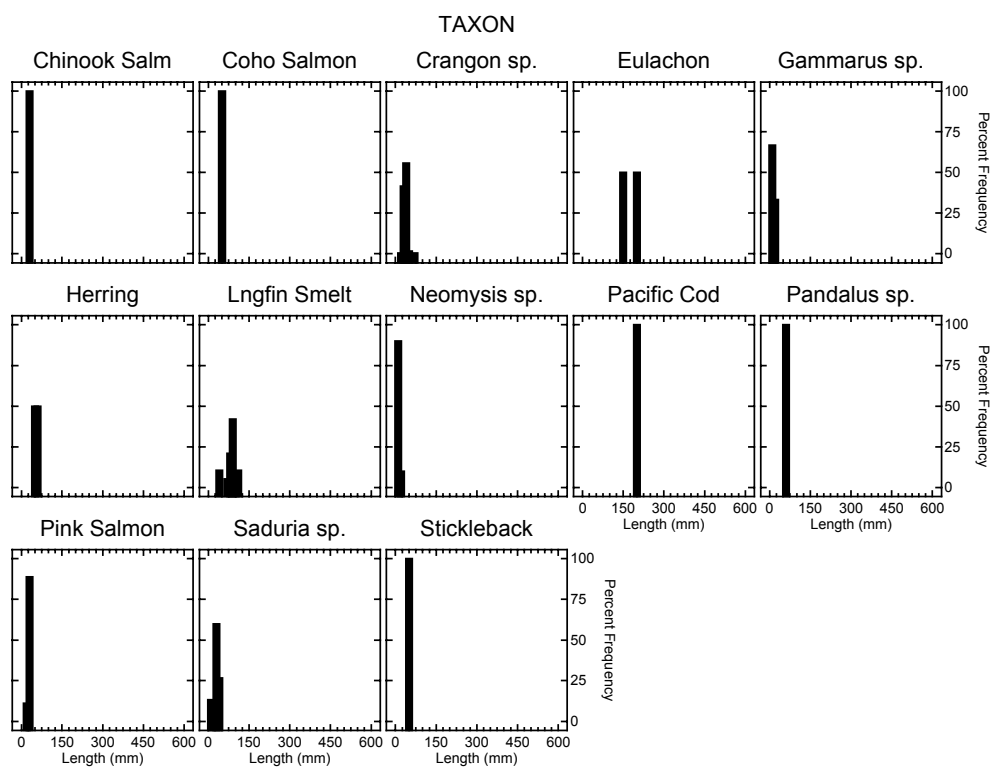 TAXON
Chinook Salm Coho Salmon Crangon sp. Eulachon Gammarus sp.
100
75
50
25
0
Percent Frequency
Herring Lngfin Smelt Neomysis sp. Pacific Cod Pandalus sp.
100
75
50
25
0
Percent Frequency
0 150 300 450 600 0 150 300 450 600
Length (mm) Length (mm)
Pink Salmon Saduria sp. Stickleback
100
75
50
25
0
Percent Frequency
0 150 300 450 600 0 150 300 450 600 0 150 300 450 600
Length (mm) Length (mm) Length (mm)